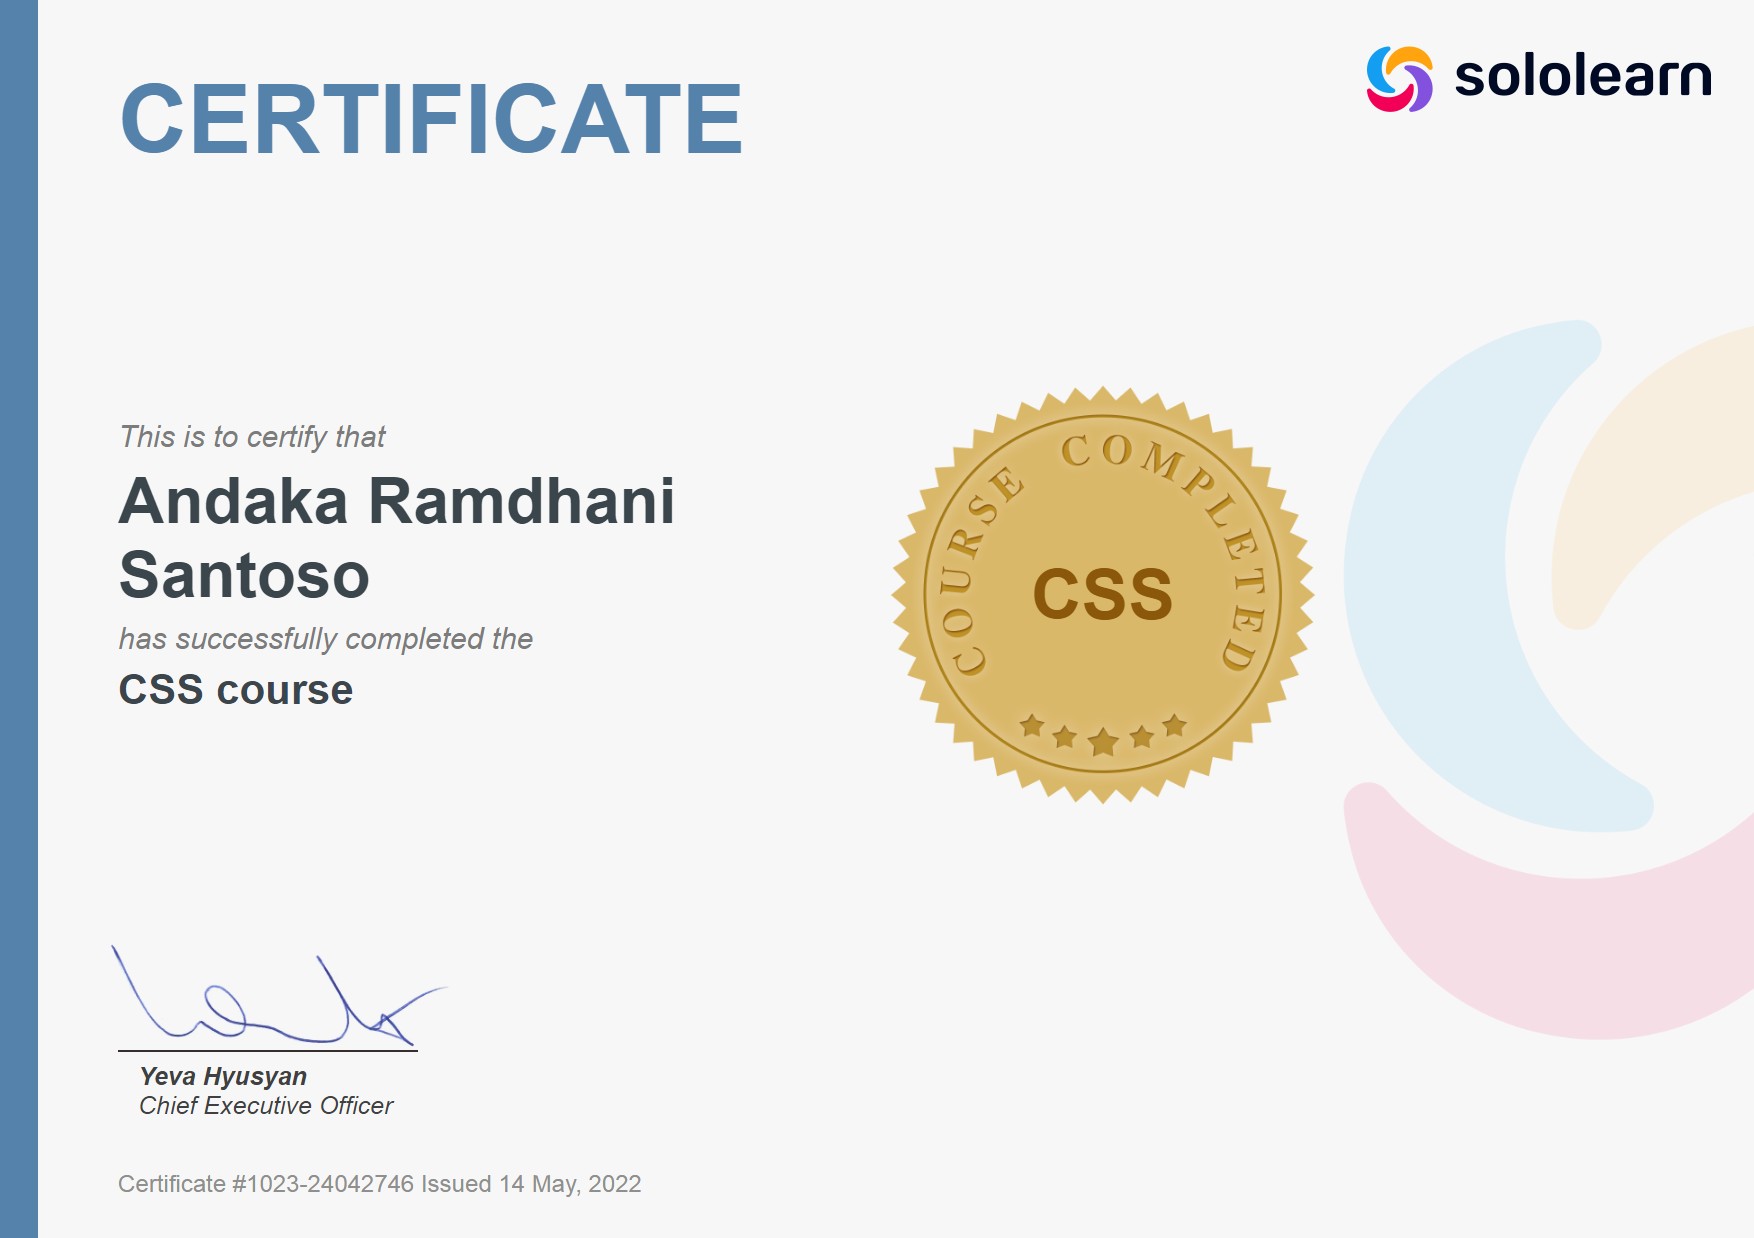 sololearn
CERTIFICATE
This is to certify that
Andaka Ramdhani
Santoso
has successfully completed the
CSS course
COURSE COMPLETED
CSS
Yeva Hyusyan
Chief Executive Officer
Certificate #1023-24042746 Issued 14 May, 2022